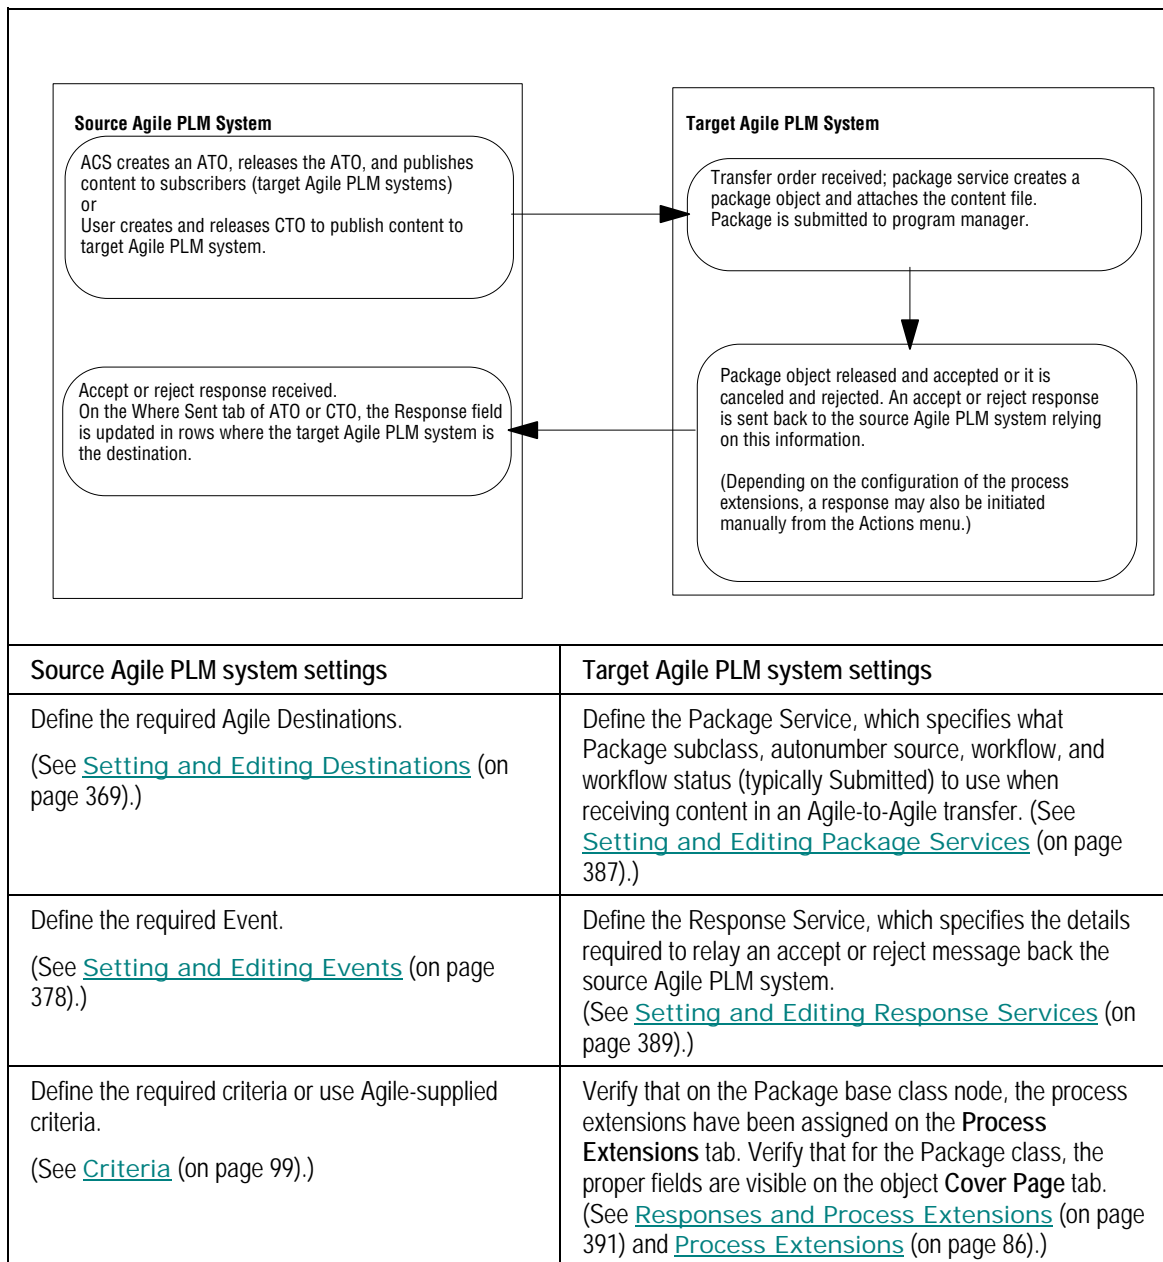 Source Agile PLM System
ACS creates an ATO, releases the ATO, and publishes
content to subscribers (target Agile PLM systems)
or
User creates and releases CTO to publish content to
target Agile PLM system.
Target Agile PLM System
Transfer order received; package service creates a
package object and attaches the content file.
Package is submitted to program manager.
Package object released and accepted or it is
canceled and rejected. An accept or reject response
is sent back to the source Agile PLM system relying
on this information.
(Depending on the configuration of the process
extensions, a response may also be initiated
manually from the Actions menu.)
Accept or reject response received.
On the Where Sent tab of ATO or CTO, the Response field
is updated in rows where the target Agile PLM system is
the destination.
Source Agile PLM system settings
Target Agile PLM system settings
Define the required Agile Destinations.
(See Setting and Editing Destinations (on
page 369).)
Define the Package Service, which specifies what
Package subclass, autonumber source, workflow, and
workflow status (typically Submitted) to use when
receiving content in an Agile-to-Agile transfer. (See
Setting and Editing Package Services (on page
387).)
Define the required Event.
(See Setting and Editing Events (on page
378).)
Define the Response Service, which specifies the details
required to relay an accept or reject message back the
source Agile PLM system.
(See Setting and Editing Response Services (on
page 389).)
Define the required criteria or use Agile-supplied
criteria.
(See Criteria (on page 99).)
Verify that on the Package base class node, the process
extensions have been assigned on the Process
Extensions tab. Verify that for the Package class, the
proper fields are visible on the object Cover Page tab.
(See Responses and Process Extensions (on page
391) and Process Extensions (on page 86).)